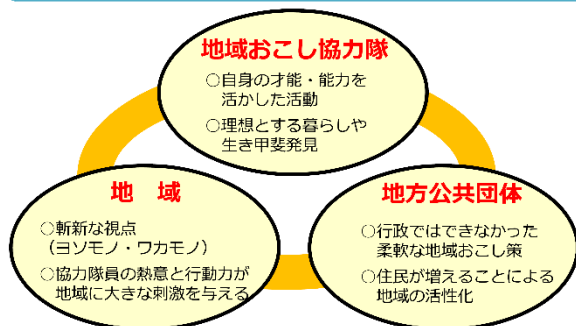 地域おこし協力隊
○自身の才能・能力を
活かした活動
○理想とする暮らしや
生き甲斐発見
地　域
○斬新な視点
（ヨソモノ・ワカモノ）
○協力隊員の熱意と行動力が
地域に大きな刺激を与える
地方公共団体
○行政ではできなかった
柔軟な地域おこし策
○住民が増えることによる
地域の活性化